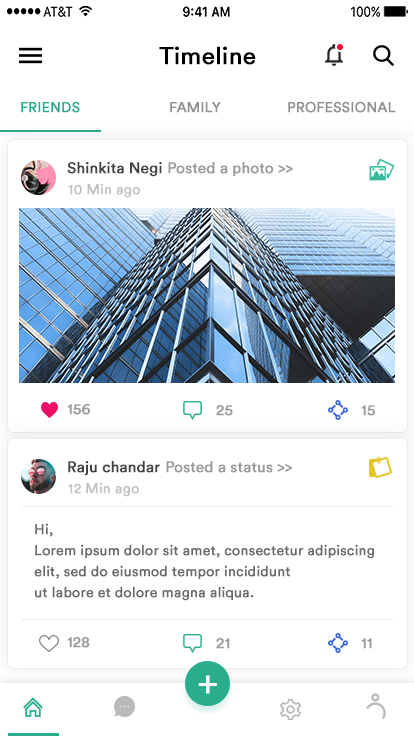 AT&T 9:41 AM 100%
Timeline
FRIENDS FAMILY PROFESSIONAL
Shinkita Negi Posted a photo >>
10 Min ago
156 25 15
Raju chandar Posted a status >>
12 Min ago
Hi,
Lorem ipsum dolor sit amet, consectetur adipiscing
elit, sed do eiusmod tempor incididunt
ut labore et dolore magna aliqua.
128 21 11